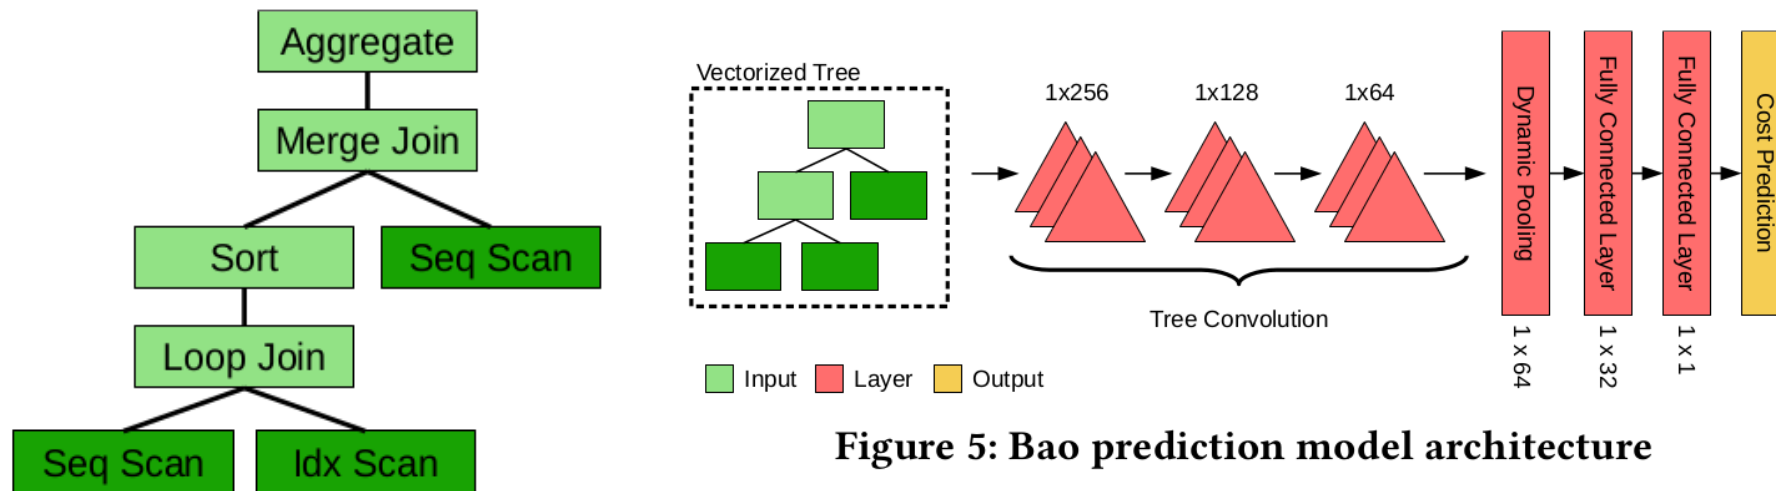 Aggregate
Merge Join
Sort
Seq Scan
Loop Join
Seq Scan
Idx Scan
Vectorized Tree
1x256
1x128
1x64
Tree Convolution
Dynamic Pooling
Fully Connected Layer
Fully Connected Layer
Cost Prediction
1 x 64
1 x 32
1 x 1
Input
Layer
Output
Figure 5: Bao prediction model architecture